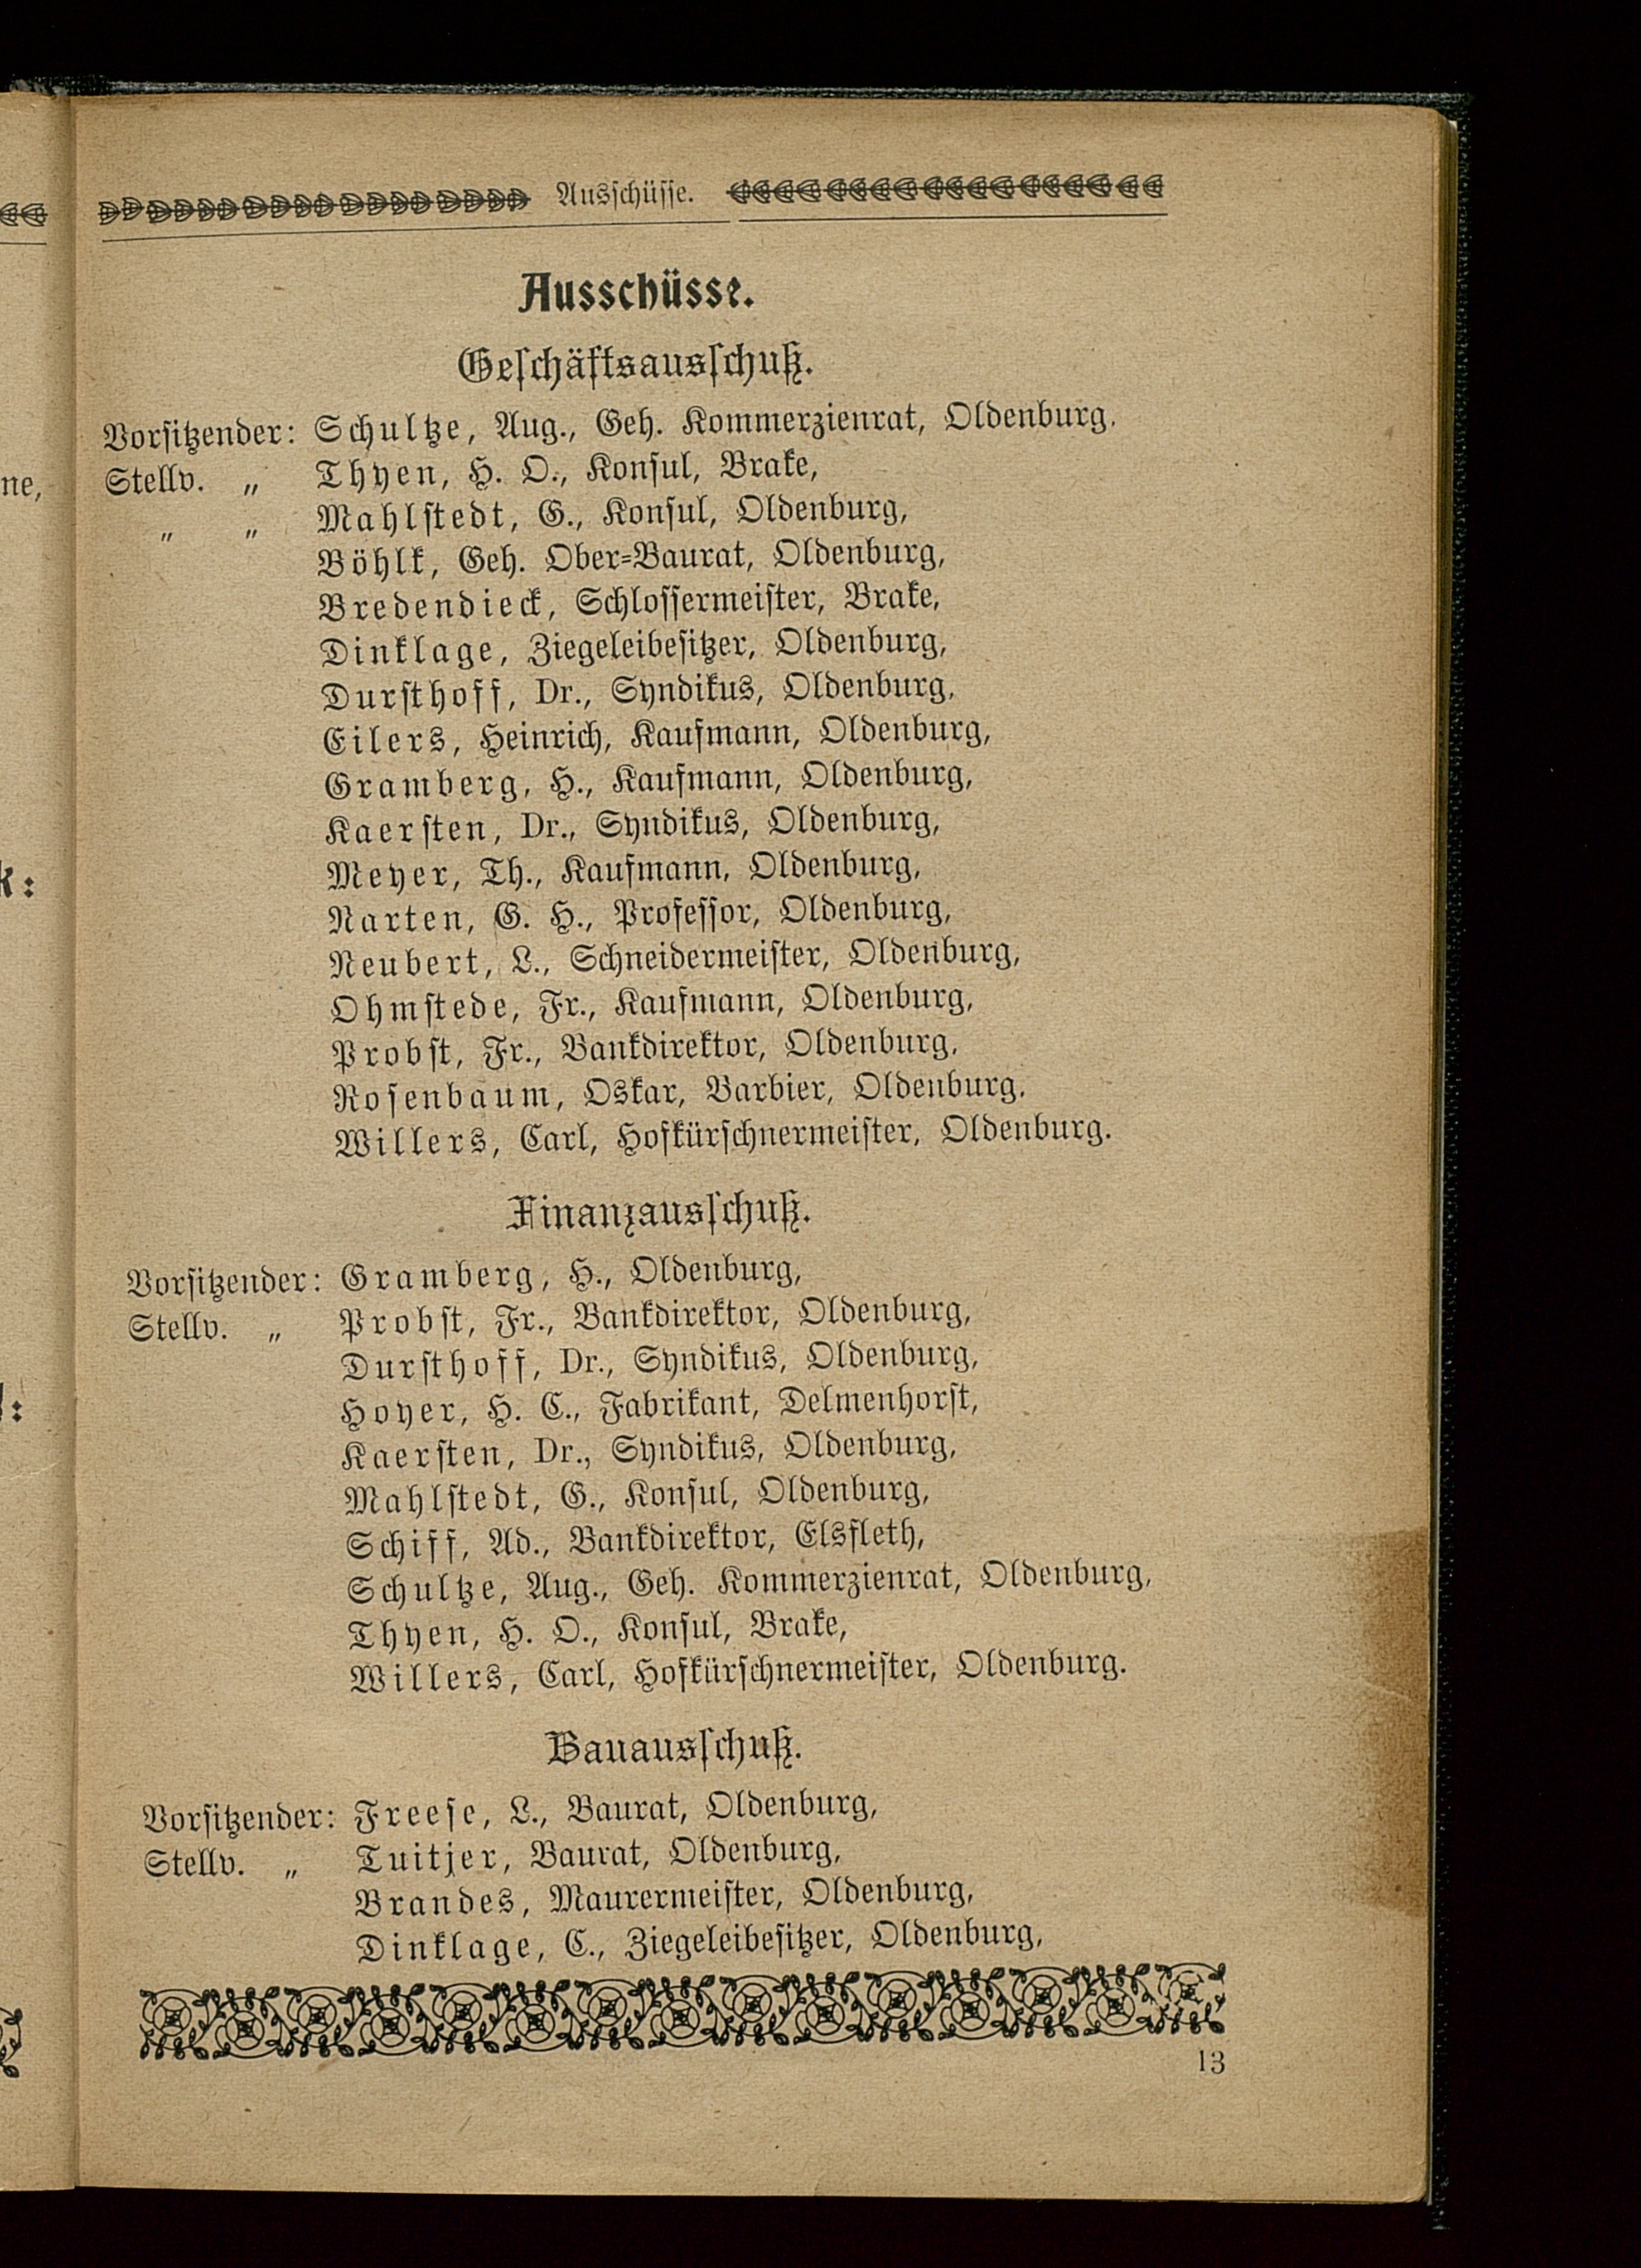 Ausschüsse.
Ausschüsse.
Geschäftsausschuß.
Vorsitzender: Schultze, Aug., Geh. Kommerzienrat, Oldenburg.
Stellv. „ Thyen, H. O., Konsul, Brake,
„ „ Mahlstedt, G., Konsul, Oldenburg,
Böhlk, Geh. Ober-Baurat, Oldenburg,
Bredendieck, Schlossermeister, Brake,
Dinklage, Ziegeleibesitzer, Oldenburg,
Dursthoff, Dr., Syndikus, Oldenburg,
Eilers, Heinrich, Kaufmann, Oldenburg,
Gramberg, H., Kaufmann, Oldenburg,
Kaersten, Dr., Syndikus, Oldenburg,
Meyer, Th., Kaufmann, Oldenburg,
Narten, G. H., Professor, Oldenburg,
Neubert, L., Schneidermeister, Oldenburg,
Ohmstede, Fr., Kaufmann, Oldenburg,
Probst, Fr., Bankdirektor, Oldenburg,
Rosenbaum, Oskar, Barbier, Oldenburg,
Willers, Carl, Hofkürschnermeister, Oldenburg.
Finanzausschuß.
Vorsitzender: Gramberg, H., Oldenburg,
Stellv. „ Probst, Fr., Bankdirektor, Oldenburg,
Dursthoff, Dr., Syndikus, Oldenburg,
Hoyer, H. C., Fabrikant, Delmenhorst,
Kaersten, Dr., Syndikus, Oldenburg,
Mahlstedt, G., Konsul, Oldenburg,
Schiff, Ad., Bankdirektor, Elsfleth,
Schultze, Aug., Geh. Kommerzienrat, Oldenburg,
Thyen, H. O., Konsul, Brake,
Willers, Carl, Hofkürschnermeister, Oldenburg.
Bauausschuß.
Vorsitzender: Freese, L., Baurat, Oldenburg,
Stellv. „ Tuitjer, Baurat, Oldenburg,
Brandes, Maurermeister, Oldenburg,
Dinklage, C., Ziegeleibesitzer, Oldenburg,
13